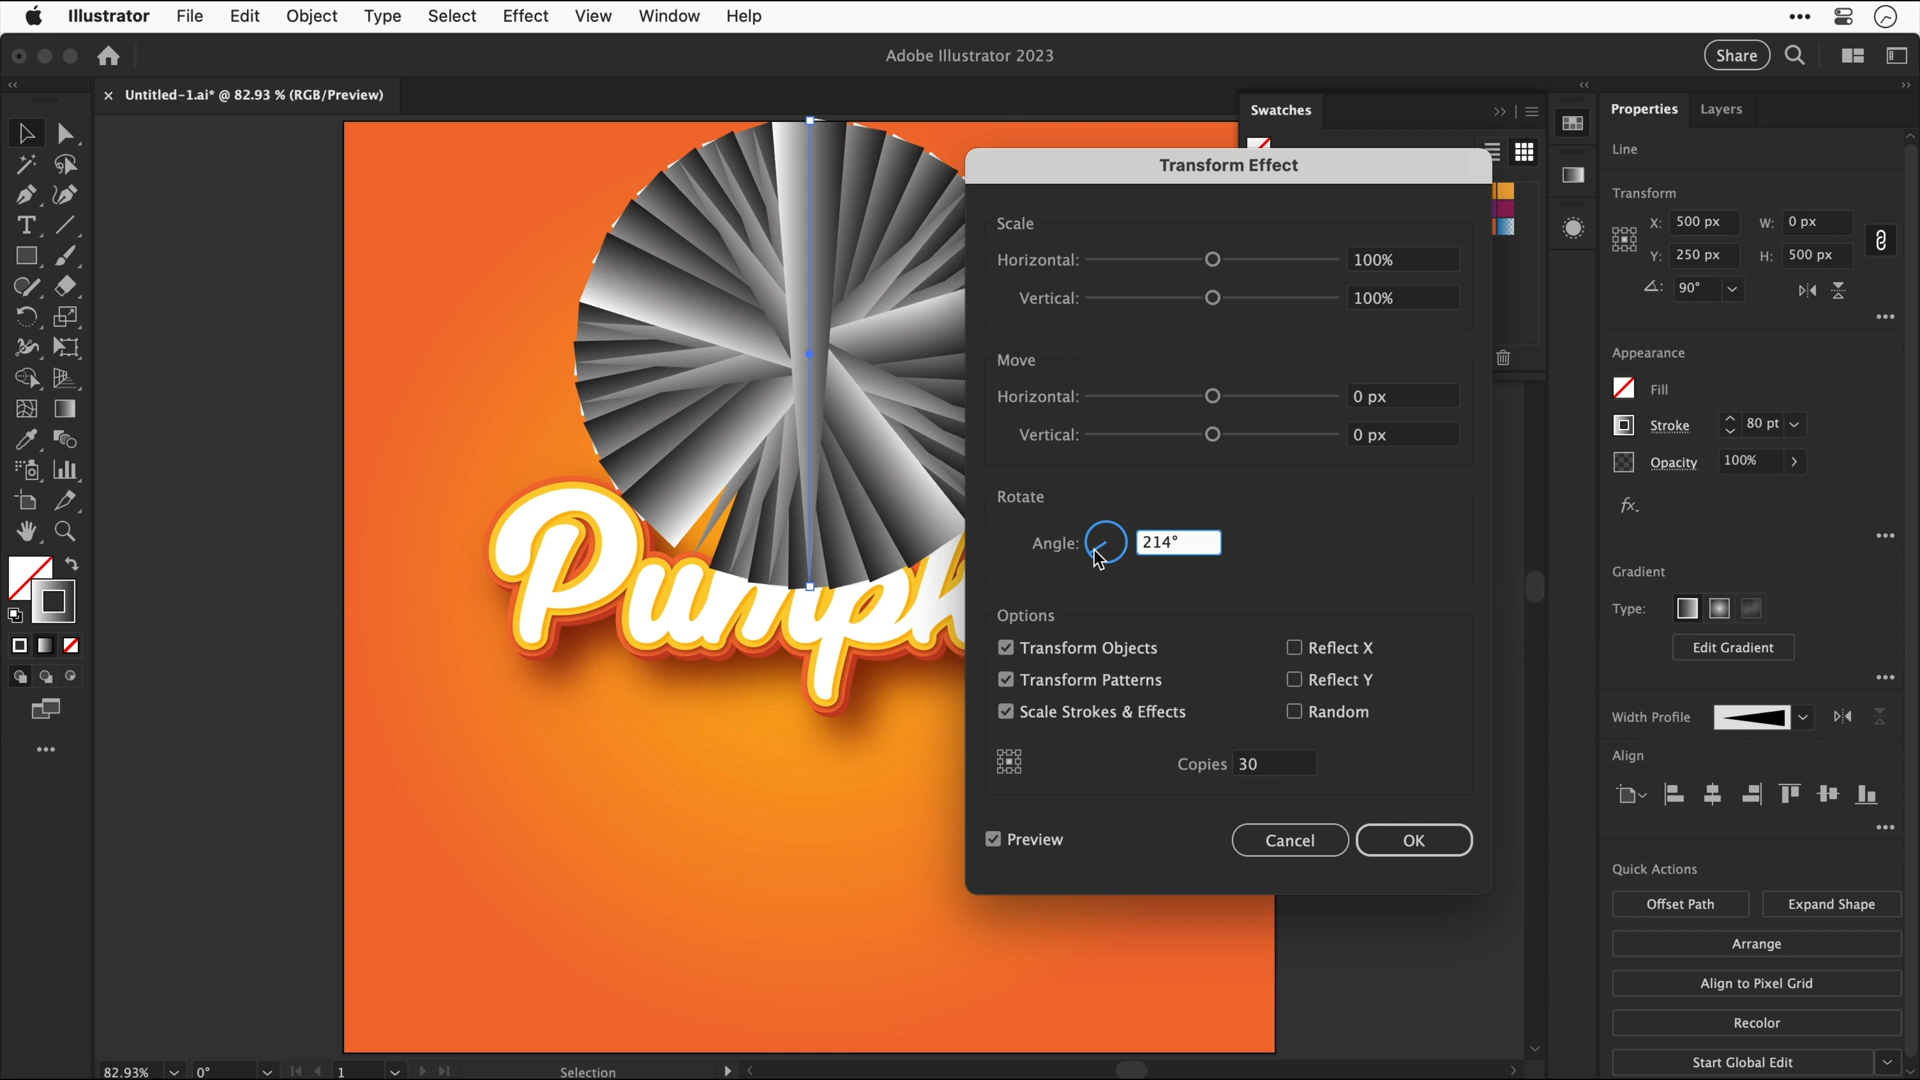 Illustrator File Edit Object Type Select Effect View Window Help
Adobe Illustrator 2023
Share
Untitled-1.ai* @ 82.93 % (RGB/Preview)
Swatches
Properties Layers
Line
Transform
X: 500 px W: 0 px
Y: 250 px H: 500 px
90°
Appearance
Fill
Stroke 80 pt
Opacity 100%
fx.
Gradient
Type:
Edit Gradient
Width Profile
Align
Quick Actions
Offset Path Expand Shape
Arrange
Align to Pixel Grid
Recolor
Start Global Edit
Transform Effect
Scale
Horizontal: 100%
Vertical: 100%
Move
Horizontal: 0 px
Vertical: 0 px
Rotate
Angle: 214°
Options
Transform Objects Reflect X
Transform Patterns Reflect Y
Scale Strokes & Effects Random
Copies 30
Preview Cancel OK
Pumpk
82.93% 0° 1 Selection